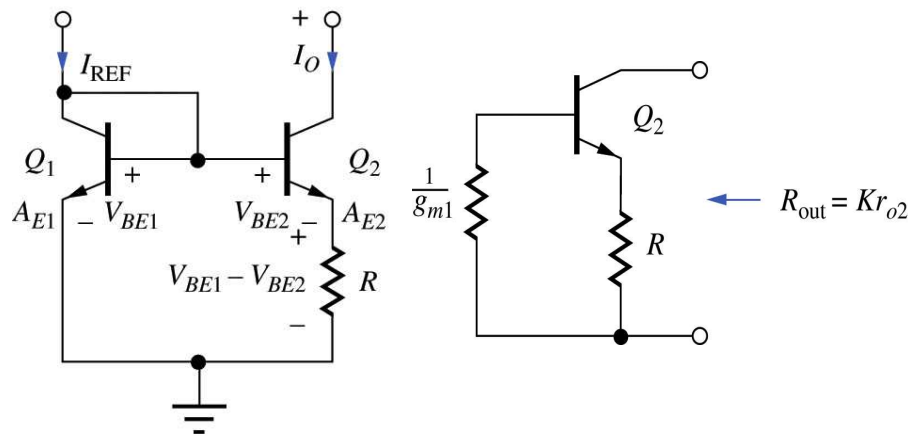 +
I_REF
I_O
Q_1
Q_2
+
+
A_E1
–
V_BE1
V_BE2
–
A_E2
+
V_BE1 – V_BE2
R
–
Q_2
1/g_m1
R
R_out = Kr_o2